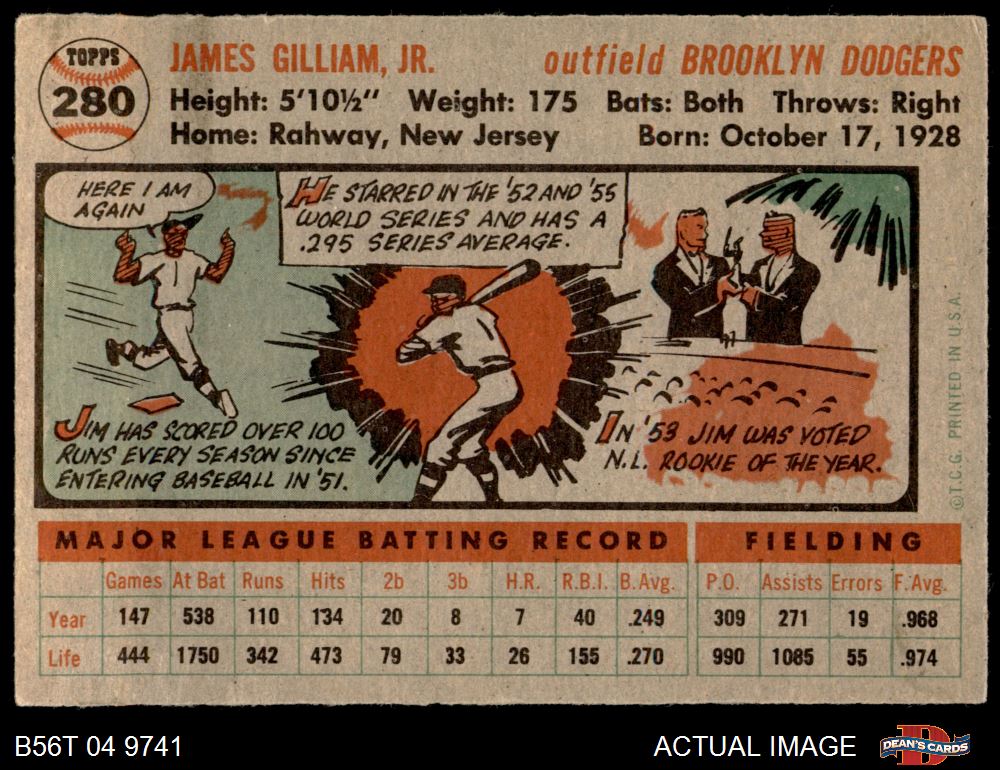 TOPPS
280
JAMES GILLIAM, JR. outfield BROOKLYN DODGERS
Height: 5'10½" Weight: 175 Bats: Both Throws: Right
Home: Rahway, New Jersey Born: October 17, 1928
HERE I AM
AGAIN
HE STARRED IN THE '52 AND '55
WORLD SERIES AND HAS A
.295 SERIES AVERAGE.
JIM HAS SCORED OVER 100
RUNS EVERY SEASON SINCE
ENTERING BASEBALL IN '51.
IN '53 JIM WAS VOTED
N.L. ROOKIE OF THE YEAR.
©T.C.G. PRINTED IN U.S.A.
MAJOR LEAGUE BATTING RECORD FIELDING
Games At Bat Runs Hits 2b 3b H.R. R.B.I. B.Avg. P.O. Assists Errors F.Avg.
Year 147 538 110 134 20 8 7 40 .249 309 271 19 .968
Life 444 1750 342 473 79 33 26 155 .270 990 1085 55 .974
B56T 04 9741 ACTUAL IMAGE D DEAN'S CARDS